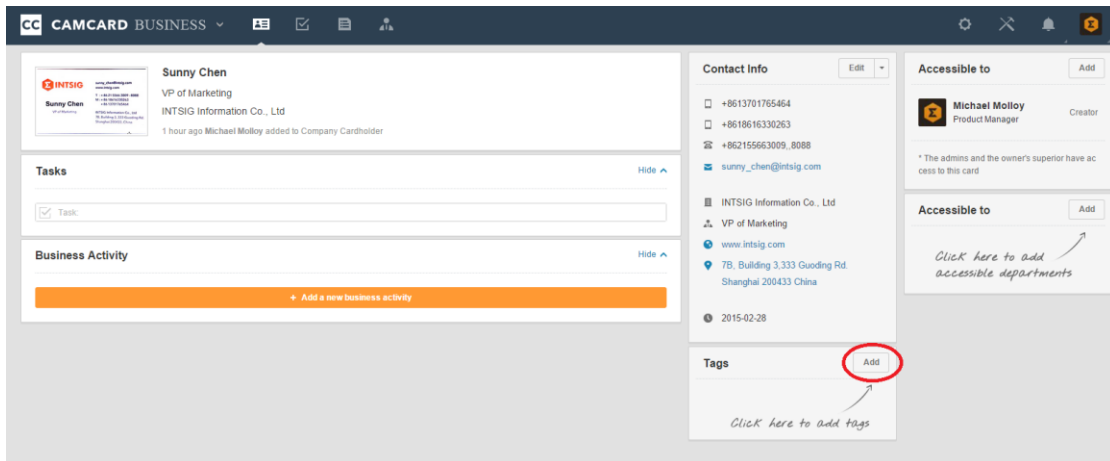 CC CAMCARD BUSINESS
INTSIG
Sunny Chen
VP of Marketing
Sunny Chen
VP of Marketing
INTSIG Information Co., Ltd
1 hour ago Michael Molloy added to Company Cardholder
Tasks Hide
Task:
Business Activity Hide
+ Add a new business activity
Contact Info Edit
+8613701765464
+8618616330263
+862155663009,,8088
sunny_chen@intsig.com
INTSIG Information Co., Ltd
VP of Marketing
www.intsig.com
7B, Building 3,333 Guoding Rd.
Shanghai 200433 China
2015-02-28
Tags Add
Click here to add tags
Accessible to Add
Michael Molloy
Product Manager
Creator
* The admins and the owner's superior have ac
cess to this card
Accessible to Add
Click here to add
accessible departments